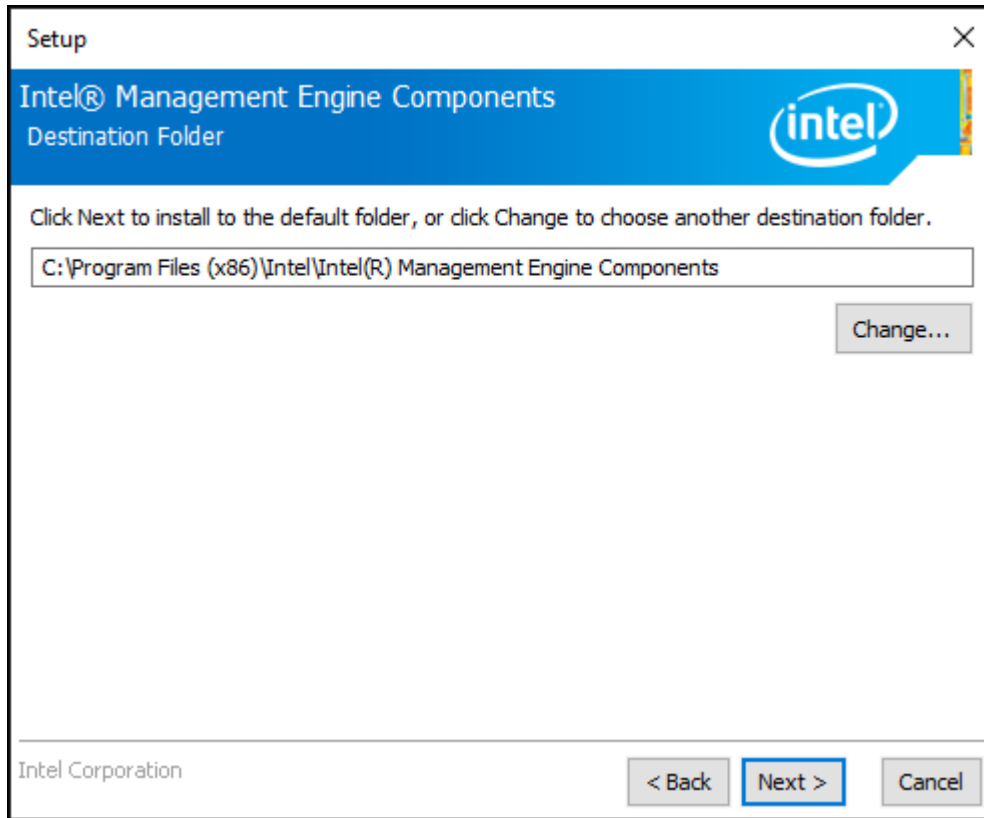 Setup
Intel® Management Engine Components
Destination Folder
intel
Click Next to install to the default folder, or click Change to choose another destination folder.
C:\Program Files (x86)\Intel\Intel(R) Management Engine Components
Change...
Intel Corporation
< Back
Next >
Cancel